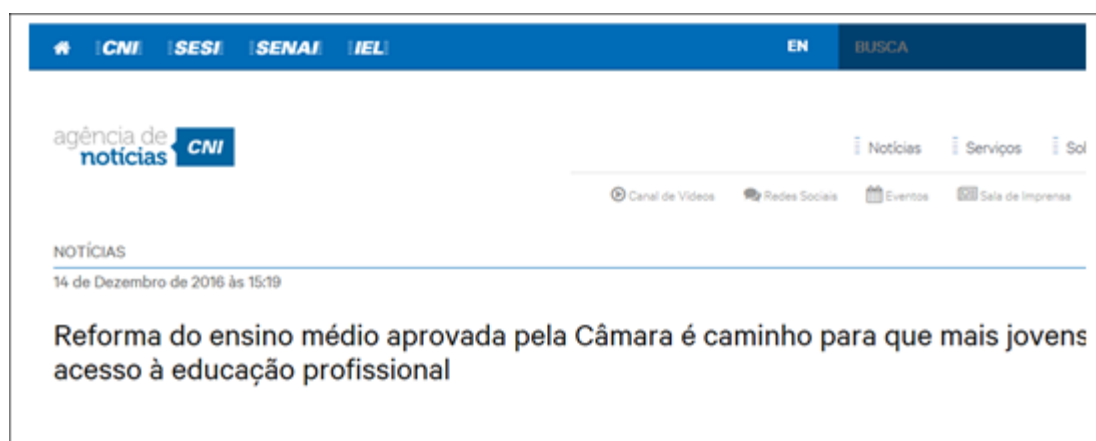 CNI SESI SENAI IEL EN BUSCA
agência de
notícias CNI
Notícias Serviços Sol
Canal de Vídeos Redes Sociais Eventos Sala de Imprensa
NOTÍCIAS
14 de Dezembro de 2016 às 15:19
Reforma do ensino médio aprovada pela Câmara é caminho para que mais jovens
acesso à educação profissional